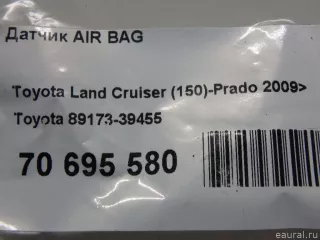 Датчик AIR BAG
Toyota Land Cruiser (150)-Prado 2009>
Toyota 89173-39455
70 695 580
eaural.ru